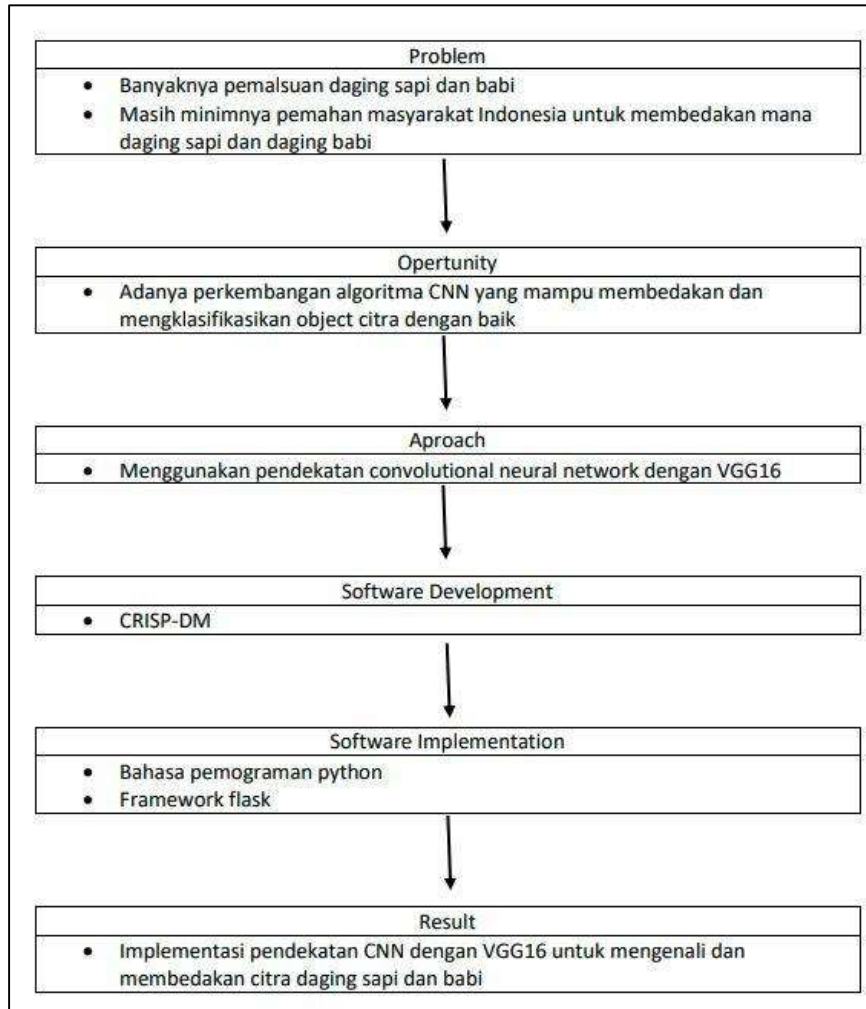 Problem
• Banyaknya pemalsuan daging sapi dan babi
• Masih minimnya pemahan masyarakat Indonesia untuk membedakan mana
daging sapi dan daging babi
Opertunity
• Adanya perkembangan algoritma CNN yang mampu membedakan dan
mengklasifikasikan object citra dengan baik
Aproach
• Menggunakan pendekatan convolutional neural network dengan VGG16
Software Development
• CRISP-DM
Software Implementation
• Bahasa pemograman python
• Framework flask
Result
• Implementasi pendekatan CNN dengan VGG16 untuk mengenali dan
membedakan citra daging sapi dan babi